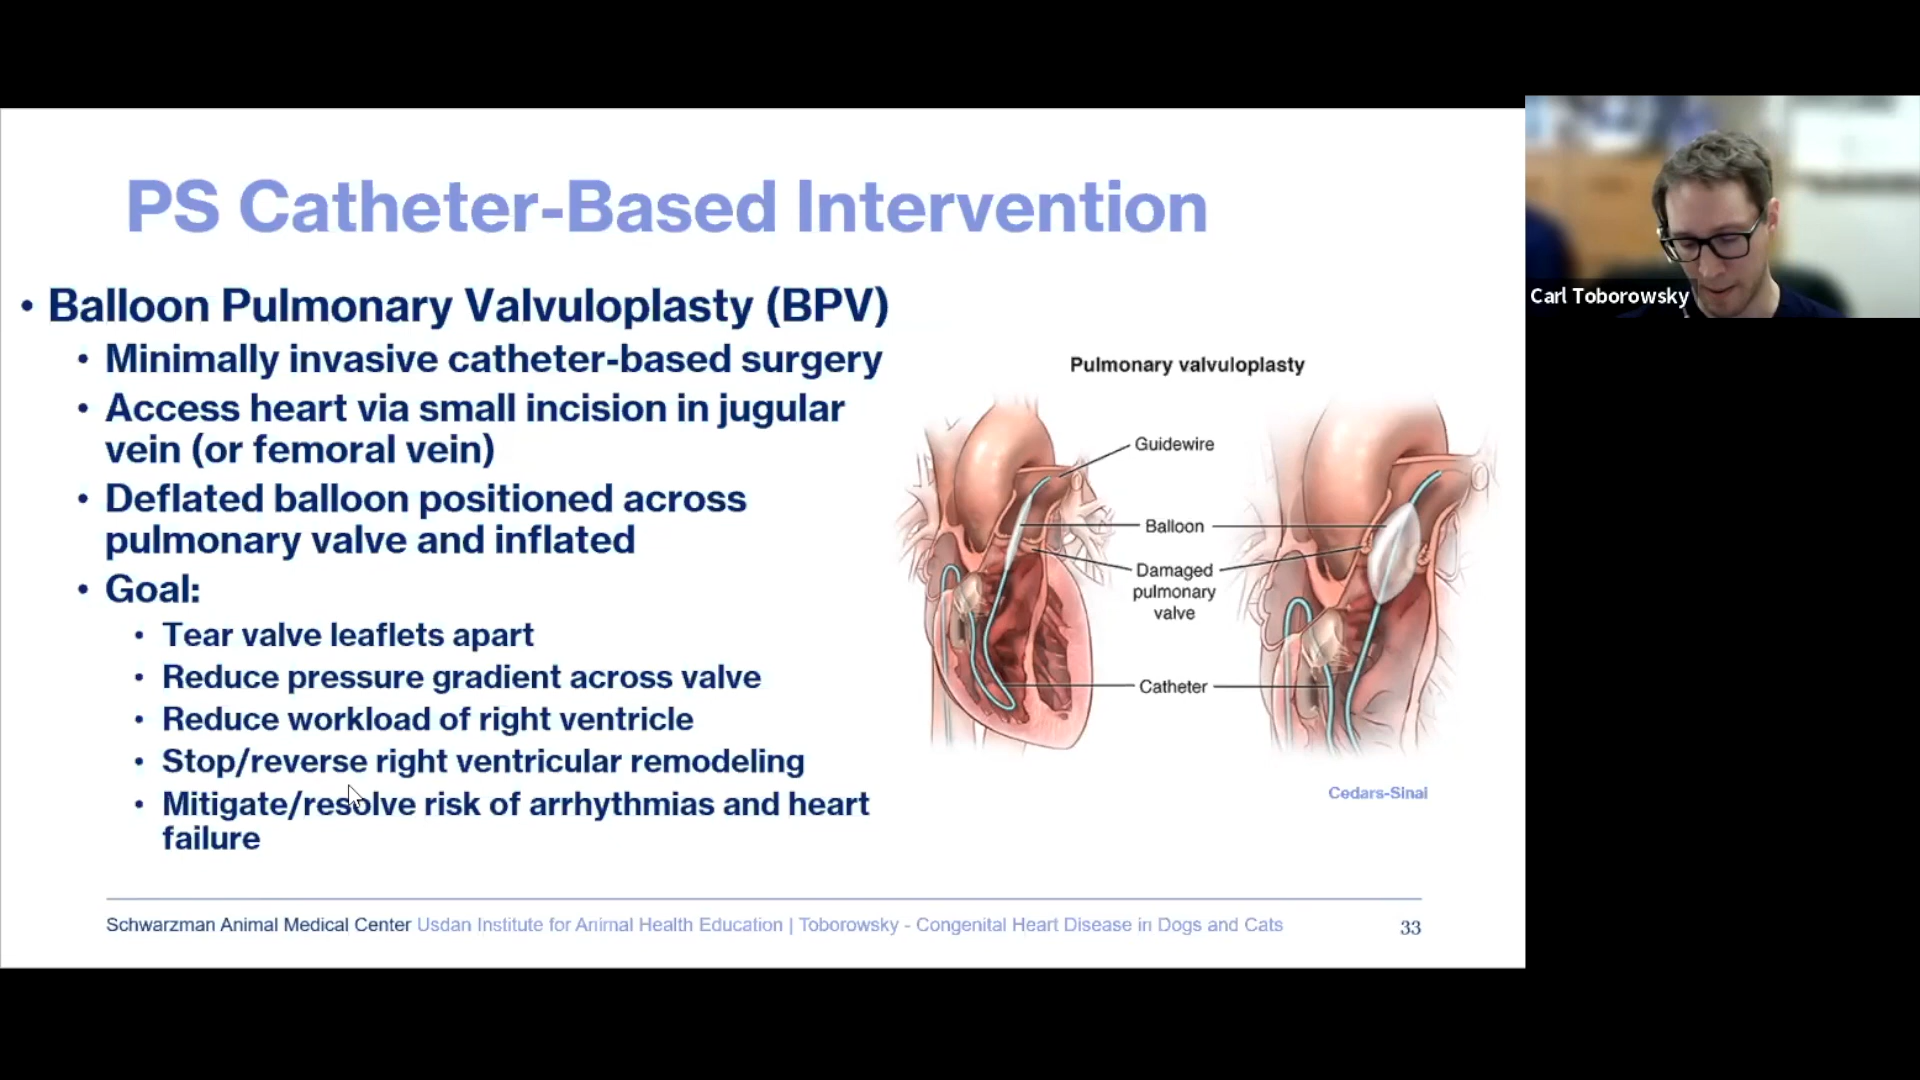 PS Catheter-Based Intervention
• Balloon Pulmonary Valvuloplasty (BPV)
• Minimally invasive catheter-based surgery
• Access heart via small incision in jugular
vein (or femoral vein)
• Deflated balloon positioned across
pulmonary valve and inflated
• Goal:
• Tear valve leaflets apart
• Reduce pressure gradient across valve
• Reduce workload of right ventricle
• Stop/reverse right ventricular remodeling
• Mitigate/resolve risk of arrhythmias and heart
failure
Pulmonary valvuloplasty
Guidewire
Balloon
Damaged
pulmonary
valve
Catheter
Cedars-Sinai
Schwarzman Animal Medical Center Usdan Institute for Animal Health Education | Toborowsky - Congenital Heart Disease in Dogs and Cats
33
Carl Toborowsky